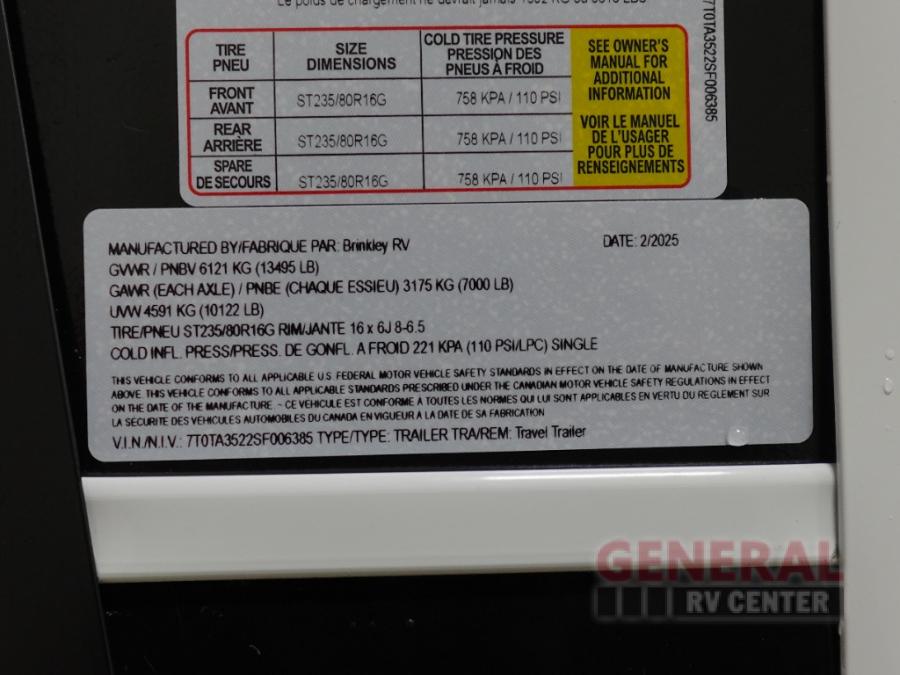 TIRE
PNEU
SIZE
DIMENSIONS
COLD TIRE PRESSURE
PRESSION DES
PNEUS À FROID
SEE OWNER'S
MANUAL FOR
ADDITIONAL
INFORMATION
VOIR LE MANUEL
DE L'USAGER
POUR PLUS DE
RENSEIGNEMENTS
FRONT
AVANT
ST235/80R16G
758 KPA / 110 PSI
REAR
ARRIÈRE
ST235/80R16G
758 KPA / 110 PSI
SPARE
DE SECOURS
ST235/80R16G
758 KPA / 110 PSI
7T0TA3522SF006385
MANUFACTURED BY/FABRIQUE PAR: Brinkley RV DATE: 2/2025
GVWR / PNBV 6121 KG (13495 LB)
GAWR (EACH AXLE) / PNBE (CHAQUE ESSIEU) 3175 KG (7000 LB)
UVW 4591 KG (10122 LB)
TIRE/PNEU ST235/80R16G RIM/JANTE 16 x 6J 8-6.5
COLD INFL. PRESS/PRESS. DE GONFL. A FROID 221 KPA (110 PSI/LPC) SINGLE
THIS VEHICLE CONFORMS TO ALL APPLICABLE U.S. FEDERAL MOTOR VEHICLE SAFETY STANDARDS IN EFFECT ON THE DATE OF MANUFACTURE SHOWN
ABOVE. THIS VEHICLE CONFORMS TO ALL APPLICABLE STANDARDS PRESCRIBED UNDER THE CANADIAN MOTOR VEHICLE SAFETY REGULATIONS IN EFFECT
ON THE DATE OF THE MANUFACTURE. - CE VEHICULE EST CONFORME A TOUTES LES NORMES QUI LUI SONT APPLICABLES EN VERTU DU REGLEMENT SUR
LA SECURITE DES VEHICULES AUTOMOBILES DU CANADA EN VIGUEUR A LA DATE DE SA FABRICATION
V.I.N./N.I.V.: 7T0TA3522SF006385 TYPE/TYPE: TRAILER TRA/REM: Travel Trailer
GENERAL
RV CENTER